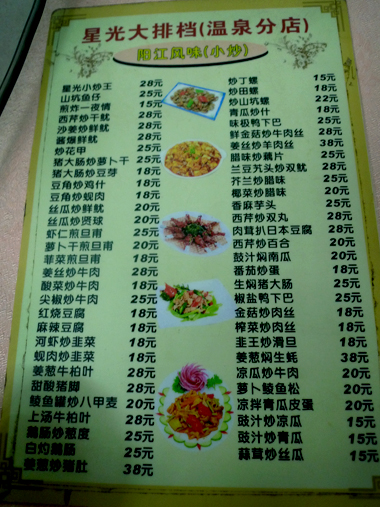 星光大排档(温泉分店)
阳江风味(小炒)
星光小炒王 28元
山坑鱼仔 25元
煎炸一夜情 15元
西芹炒干鱿 28元
沙姜炒鲜鱿 28元
酱爆鲜鱿 28元
炒花甲 25元
猪大肠炒萝卜干 25元
猪大肠炒豆芽 18元
豆角炒鸡什 18元
豆角炒蚬肉 18元
丝瓜炒鲜鱿 20元
丝瓜炒贤琼 20元
虾仁煎旦甫 25元
萝卜干煎旦甫 20元
菲菜煎旦甫 18元
姜丝炒牛肉 28元
酸菜炒牛肉 18元
尖椒炒牛肉 25元
红烧豆腐 18元
麻辣豆腐 18元
河虾炒韭菜 18元
蚬肉炒韭菜 18元
姜葱牛柏叶 28元
甜酸猪脚 28元
鲮鱼罐炒八甲麦 20元
上汤牛柏叶 28元
鹅肠炒葱度 25元
白灼鹅肠 25元
姜葱炒猪肚 38元
炒丁螺 15元
炒田螺 18元
炒山坑螺 22元
青瓜炒什 18元
味极鸭下巴 25元
鲜金菇炒牛肉丝 28元
姜丝炒羊肉丝 38元
腊味炒藕片 25元
兰豆芤头炒双鱿 28元
芥兰炒腊味 25元
椰菜炒腊味 20元
香麻芋头 25元
西芹炒双丸 28元
肉茸扒日本豆腐 28元
西芹炒百合 20元
鼓汁焖南瓜 20元
番茄炒蛋 18元
生焖猪大肠 25元
椒盐鸭下巴 25元
金菇炒肉丝 18元
榨菜炒肉丝 18元
韭王炒滑旦 18元
姜葱焖生蚝 38元
凉瓜炒牛肉 20元
萝卜鲮鱼松 20元
凉拌青瓜皮蛋 20元
豉汁炒凉瓜 15元
豉汁炒青瓜 15元
蒜茸炒丝瓜 15元